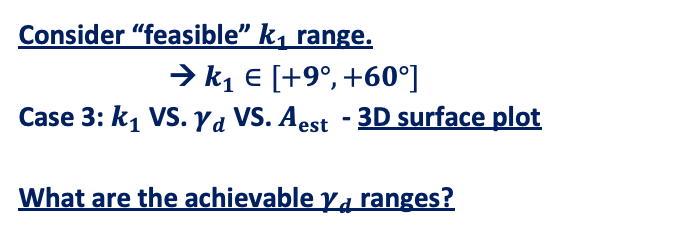 Consider “feasible” k₁ range.
→ k₁ ∈ [+9°, +60°]
Case 3: k₁ VS. γ_d VS. A_est - 3D surface plot
What are the achievable γ_d ranges?